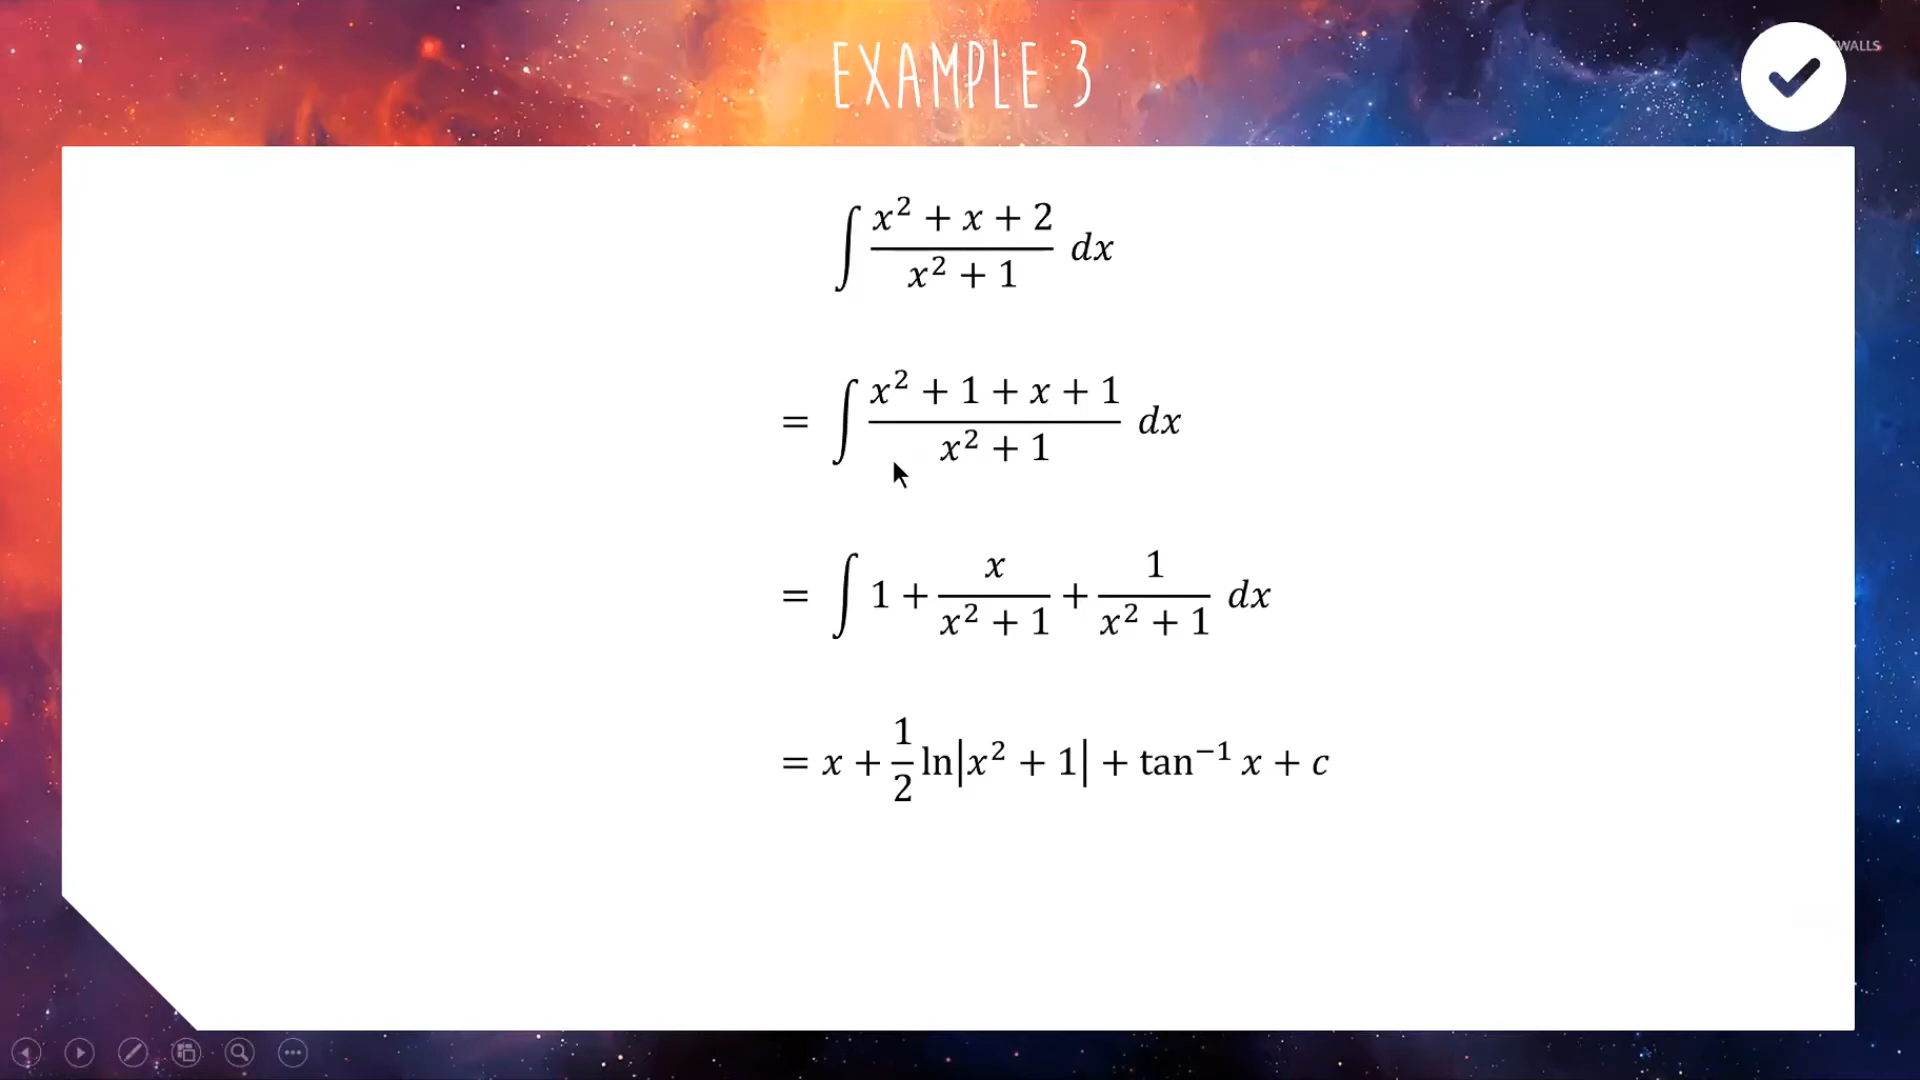 EXAMPLE 3
WALLS
∫ (x² + x + 2)/(x² + 1) dx
= ∫ (x² + 1 + x + 1)/(x² + 1) dx
= ∫ 1 + x/(x² + 1) + 1/(x² + 1) dx
= x + 1/2 ln|x² + 1| + tan⁻¹ x + c